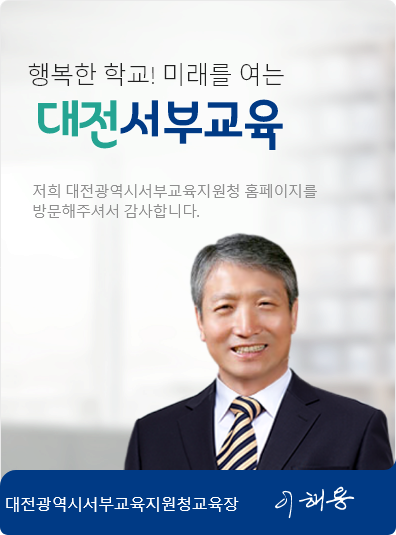 행복한 학교! 미래를 여는
대전서부교육
저희 대전광역시서부교육지원청 홈페이지를
방문해주셔서 감사합니다.
대전광역시서부교육지원청교육장 이해용